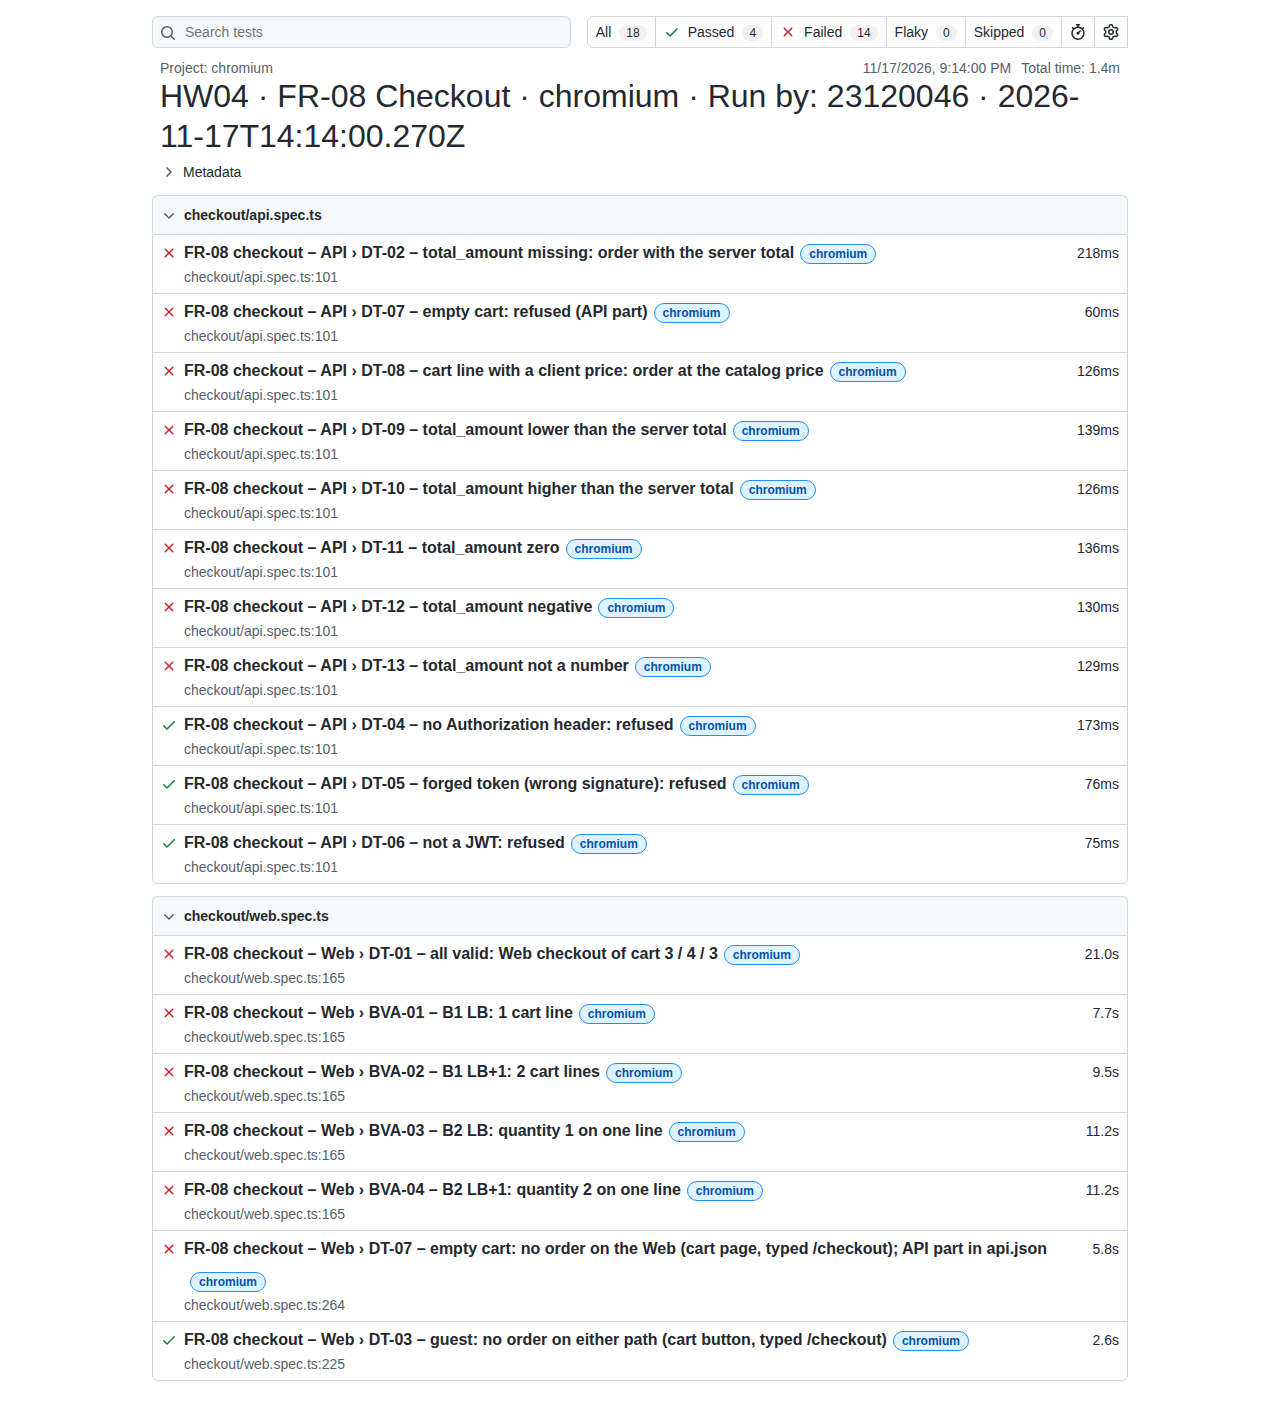 Search tests
All 18 Passed 4 Failed 14 Flaky 0 Skipped 0
Project: chromium
11/17/2026, 9:14:00 PM Total time: 1.4m
HW04 · FR-08 Checkout · chromium · Run by: 23120046 · 2026-
11-17T14:14:00.270Z
Metadata
checkout/api.spec.ts
FR-08 checkout – API › DT-02 – total_amount missing: order with the server total chromium 218ms
checkout/api.spec.ts:101
FR-08 checkout – API › DT-07 – empty cart: refused (API part) chromium 60ms
checkout/api.spec.ts:101
FR-08 checkout – API › DT-08 – cart line with a client price: order at the catalog price chromium 126ms
checkout/api.spec.ts:101
FR-08 checkout – API › DT-09 – total_amount lower than the server total chromium 139ms
checkout/api.spec.ts:101
FR-08 checkout – API › DT-10 – total_amount higher than the server total chromium 126ms
checkout/api.spec.ts:101
FR-08 checkout – API › DT-11 – total_amount zero chromium 136ms
checkout/api.spec.ts:101
FR-08 checkout – API › DT-12 – total_amount negative chromium 130ms
checkout/api.spec.ts:101
FR-08 checkout – API › DT-13 – total_amount not a number chromium 129ms
checkout/api.spec.ts:101
FR-08 checkout – API › DT-04 – no Authorization header: refused chromium 173ms
checkout/api.spec.ts:101
FR-08 checkout – API › DT-05 – forged token (wrong signature): refused chromium 76ms
checkout/api.spec.ts:101
FR-08 checkout – API › DT-06 – not a JWT: refused chromium 75ms
checkout/api.spec.ts:101
checkout/web.spec.ts
FR-08 checkout – Web › DT-01 – all valid: Web checkout of cart 3 / 4 / 3 chromium 21.0s
checkout/web.spec.ts:165
FR-08 checkout – Web › BVA-01 – B1 LB: 1 cart line chromium 7.7s
checkout/web.spec.ts:165
FR-08 checkout – Web › BVA-02 – B1 LB+1: 2 cart lines chromium 9.5s
checkout/web.spec.ts:165
FR-08 checkout – Web › BVA-03 – B2 LB: quantity 1 on one line chromium 11.2s
checkout/web.spec.ts:165
FR-08 checkout – Web › BVA-04 – B2 LB+1: quantity 2 on one line chromium 11.2s
checkout/web.spec.ts:165
FR-08 checkout – Web › DT-07 – empty cart: no order on the Web (cart page, typed /checkout); API part in api.json 5.8s
chromium
checkout/web.spec.ts:264
FR-08 checkout – Web › DT-03 – guest: no order on either path (cart button, typed /checkout) chromium 2.6s
checkout/web.spec.ts:225